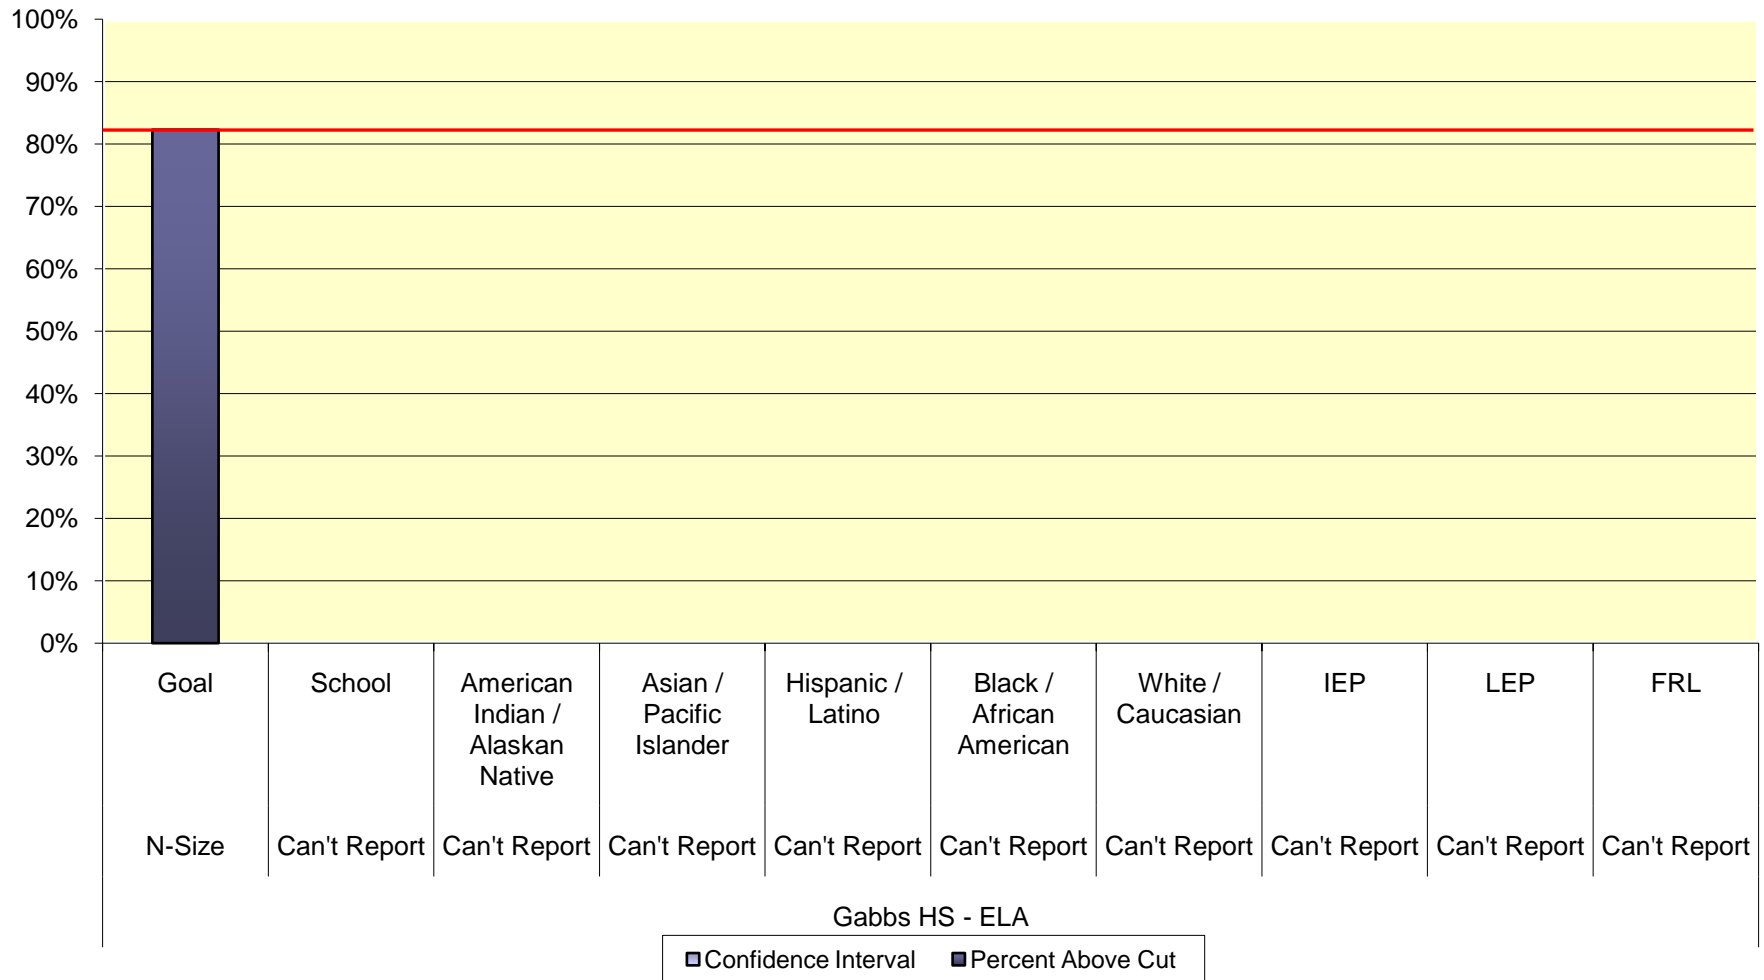 100%
90%
80%
70%
60%
50%
40%
30%
20%
10%
0%
Goal
School
American
Indian /
Alaskan
Native
Asian /
Pacific
Islander
Hispanic /
Latino
Black /
African
American
White /
Caucasian
IEP
LEP
FRL
N-Size
Can't Report
Can't Report
Can't Report
Can't Report
Can't Report
Can't Report
Can't Report
Can't Report
Can't Report
Gabbs HS - ELA
Confidence Interval
Percent Above Cut